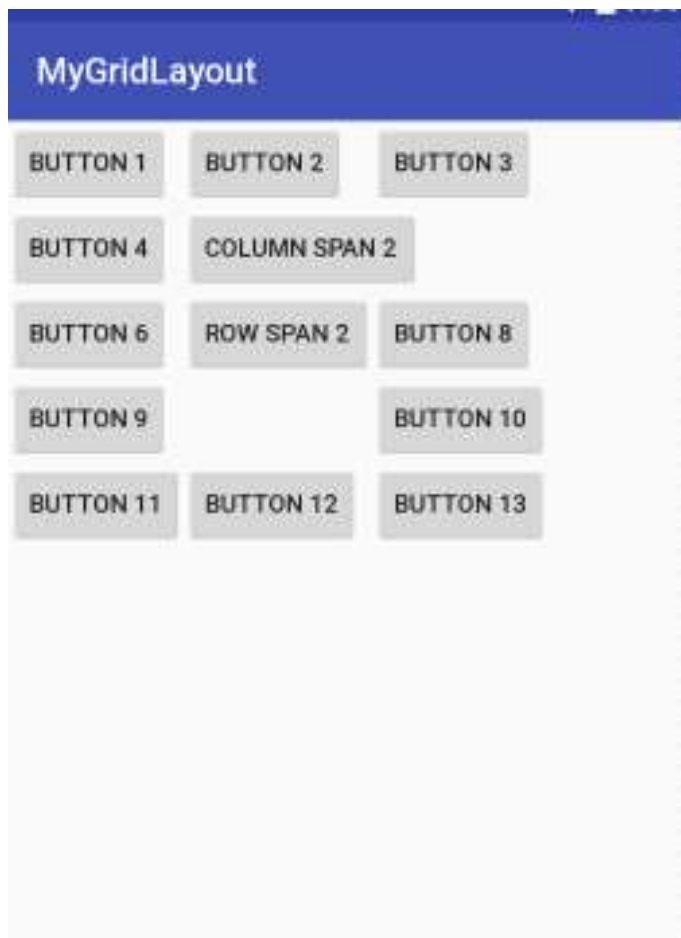 MyGridLayout
BUTTON 1 BUTTON 2 BUTTON 3
BUTTON 4 COLUMN SPAN 2
BUTTON 6 ROW SPAN 2 BUTTON 8
BUTTON 9 BUTTON 10
BUTTON 11 BUTTON 12 BUTTON 13